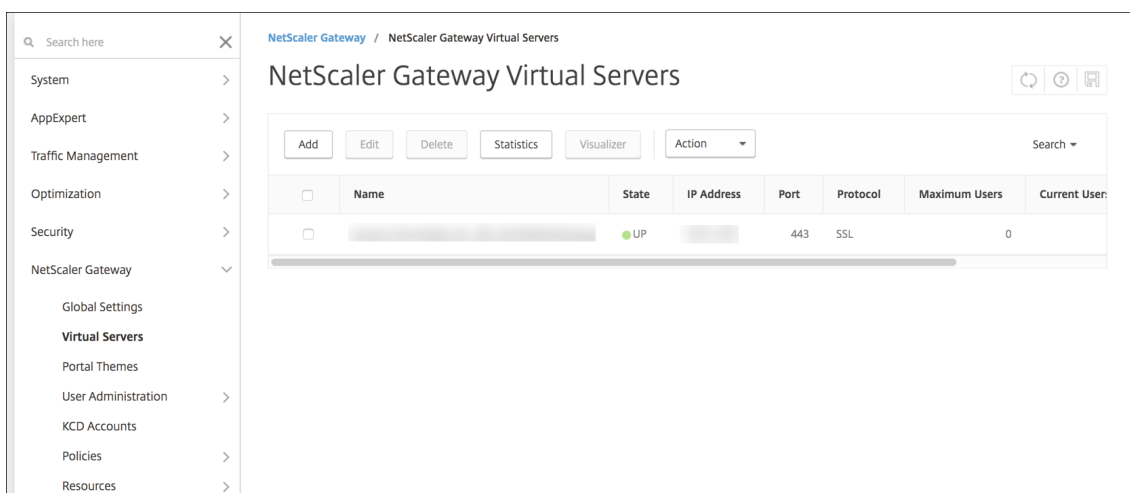 Search here
System
AppExpert
Traffic Management
Optimization
Security
NetScaler Gateway
Global Settings
Virtual Servers
Portal Themes
User Administration
KCD Accounts
Policies
Resources
NetScaler Gateway / NetScaler Gateway Virtual Servers
NetScaler Gateway Virtual Servers
Add Edit Delete Statistics Visualizer Action Search
Name State IP Address Port Protocol Maximum Users Current Users
UP 443 SSL 0